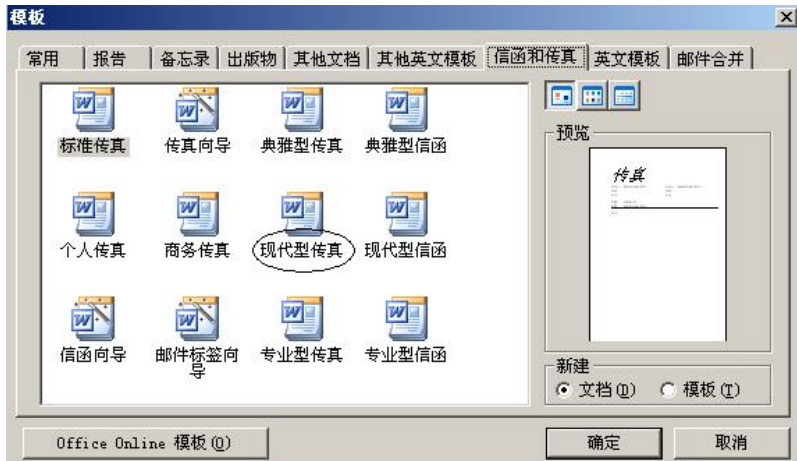 模板
常用 报告 备忘录 出版物 其他文档 其他英文模板 信函和传真 英文模板 邮件合并
标准传真 传真向导 典雅型传真 典雅型信函
预览
传真
个人传真 商务传真 现代型传真 现代型信函
信函向导 邮件标签向导 专业型传真 专业型信函
新建
文档(D) 模板(T)
Office Online 模板(O) 确定 取消